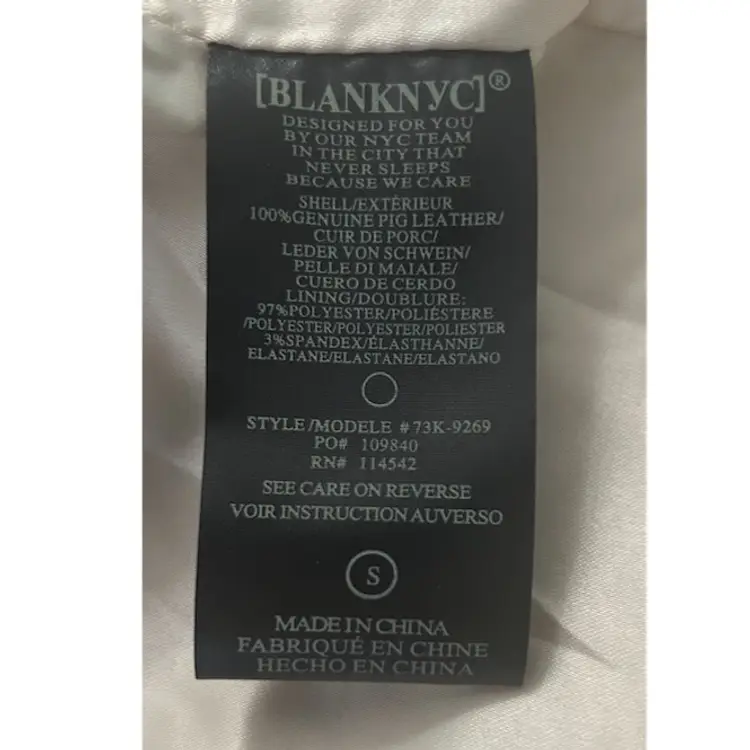 [BLANKNYC]®
DESIGNED FOR YOU
BY OUR NYC TEAM
IN THE CITY THAT
NEVER SLEEPS
BECAUSE WE CARE
SHELL/EXTÉRIEUR
100%GENUINE PIG LEATHER/
CUIR DE PORC/
LEDER VON SCHWEIN/
PELLE DI MAIALE/
CUERO DE CERDO
LINING/DOUBLURE:
97%POLYESTER/POLIÉSTERE
/POLYESTER/POLYESTER/POLIESTER
3%SPANDEX/ÉLASTHANNE/
ELASTANE/ELASTANE/ELASTANO
STYLE/MODELE #73K-9269
PO# 109840
RN# 114542
SEE CARE ON REVERSE
VOIR INSTRUCTION AUVERSO
S
MADE IN CHINA
FABRIQUÉ EN CHINE
HECHO EN CHINA